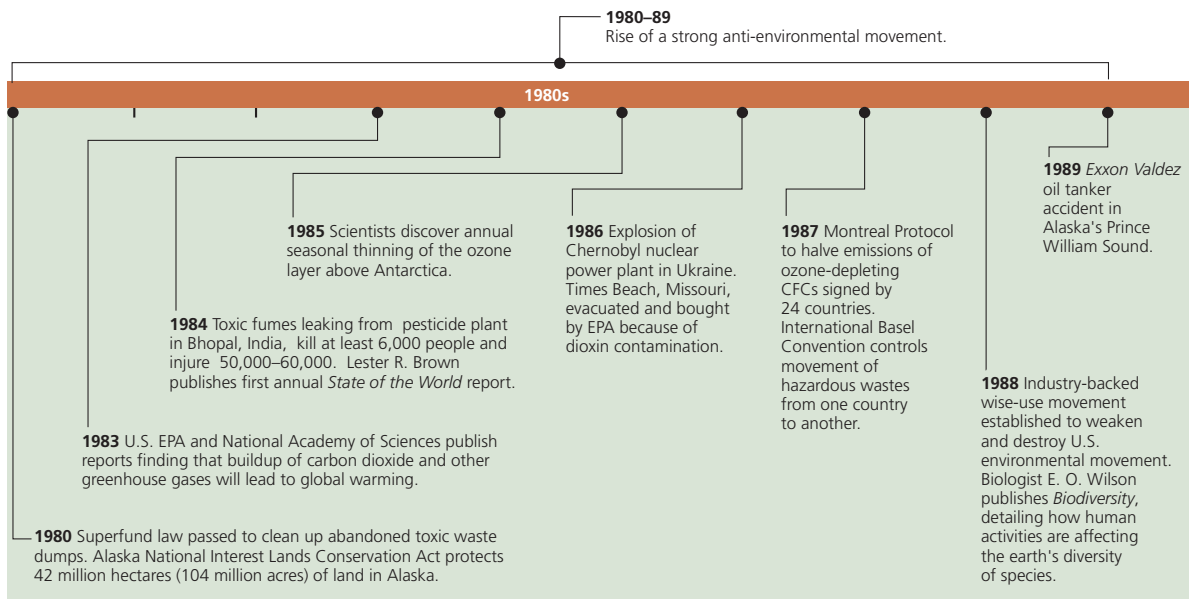 1980–89
Rise of a strong anti-environmental movement.
1980s
1989 Exxon Valdez
oil tanker
accident in
Alaska's Prince
William Sound.
1985 Scientists discover annual
seasonal thinning of the ozone
layer above Antarctica.
1986 Explosion of
Chernobyl nuclear
power plant in Ukraine.
Times Beach, Missouri,
evacuated and bought
by EPA because of
dioxin contamination.
1987 Montreal Protocol
to halve emissions of
ozone-depleting
CFCs signed by
24 countries.
International Basel
Convention controls
movement of
hazardous wastes
from one country
to another.
1984 Toxic fumes leaking from pesticide plant
in Bhopal, India, kill at least 6,000 people and
injure 50,000–60,000. Lester R. Brown
publishes first annual State of the World report.
1988 Industry-backed
wise-use movement
established to weaken
and destroy U.S.
environmental movement.
Biologist E. O. Wilson
publishes Biodiversity,
detailing how human
activities are affecting
the earth's diversity
of species.
1983 U.S. EPA and National Academy of Sciences publish
reports finding that buildup of carbon dioxide and other
greenhouse gases will lead to global warming.
1980 Superfund law passed to clean up abandoned toxic waste
dumps. Alaska National Interest Lands Conservation Act protects
42 million hectares (104 million acres) of land in Alaska.